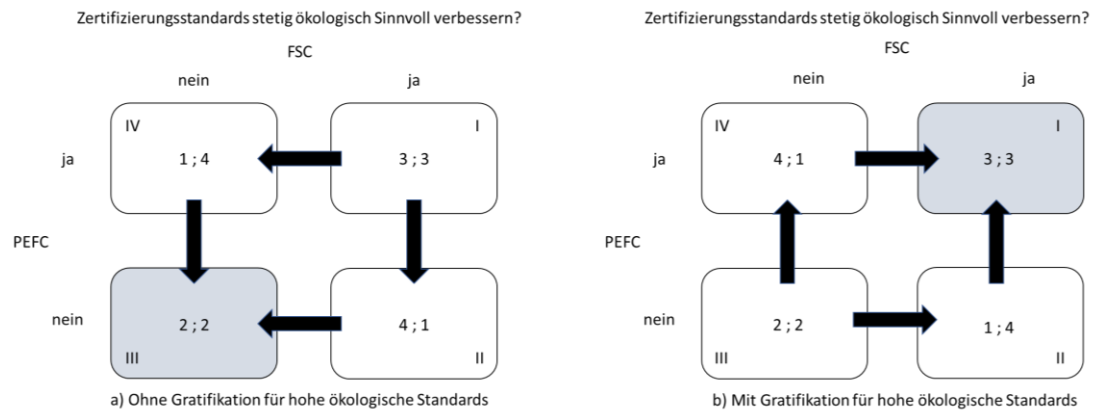 Zertifizierungsstandards stetig ökologisch Sinnvoll verbessern?
FSC
nein ja
IV I
ja 1 ; 4 3 ; 3
PEFC
nein 2 ; 2 4 ; 1
III II
a) Ohne Gratifikation für hohe ökologische Standards
Zertifizierungsstandards stetig ökologisch Sinnvoll verbessern?
FSC
nein ja
IV I
ja 4 ; 1 3 ; 3
PEFC
nein 2 ; 2 1 ; 4
III II
b) Mit Gratifikation für hohe ökologische Standards